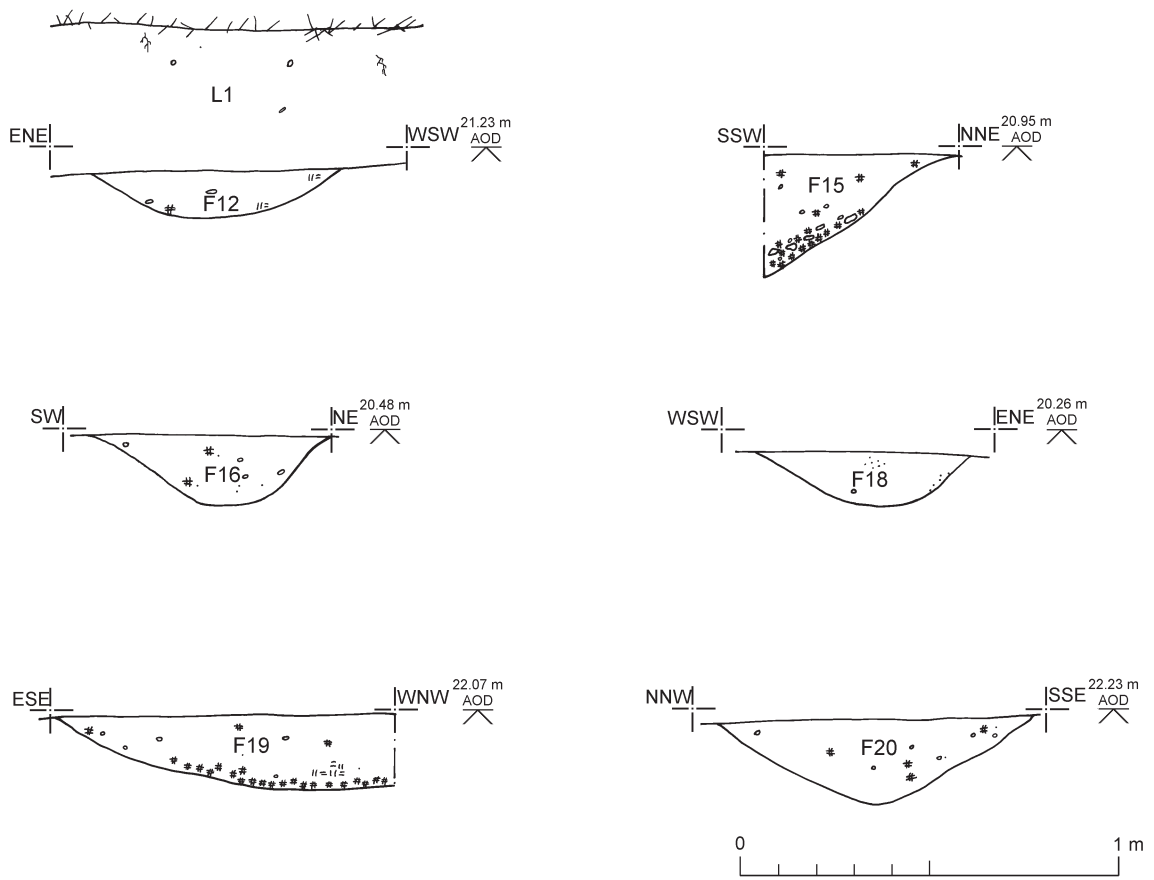 L1
ENE WSW 21.23 m
AOD
F12
SSW NNE 20.95 m
AOD
F15
SW NE 20.48 m
AOD
F16
WSW ENE 20.26 m
AOD
F18
ESE WNW 22.07 m
AOD
F19
NNW SSE 22.23 m
AOD
F20
0 1 m